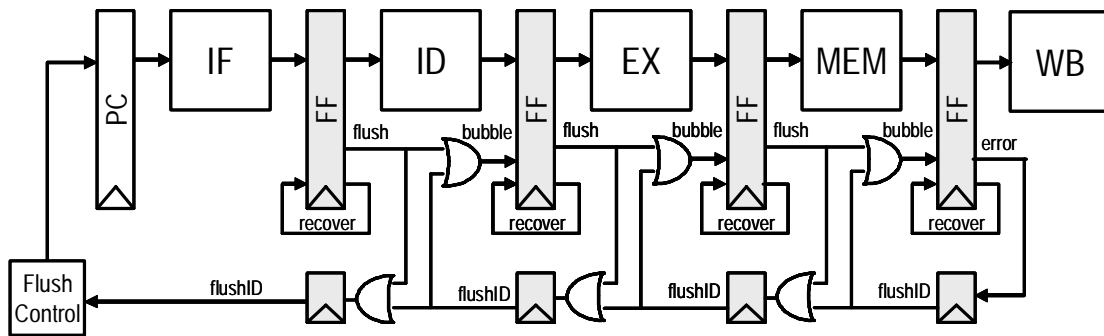 IF
ID
EX
MEM
WB
PC
FF
FF
FF
FF
flush
bubble
flush
bubble
flush
bubble
error
recover
recover
recover
recover
Flush
Control
flushID
flushID
flushID
flushID